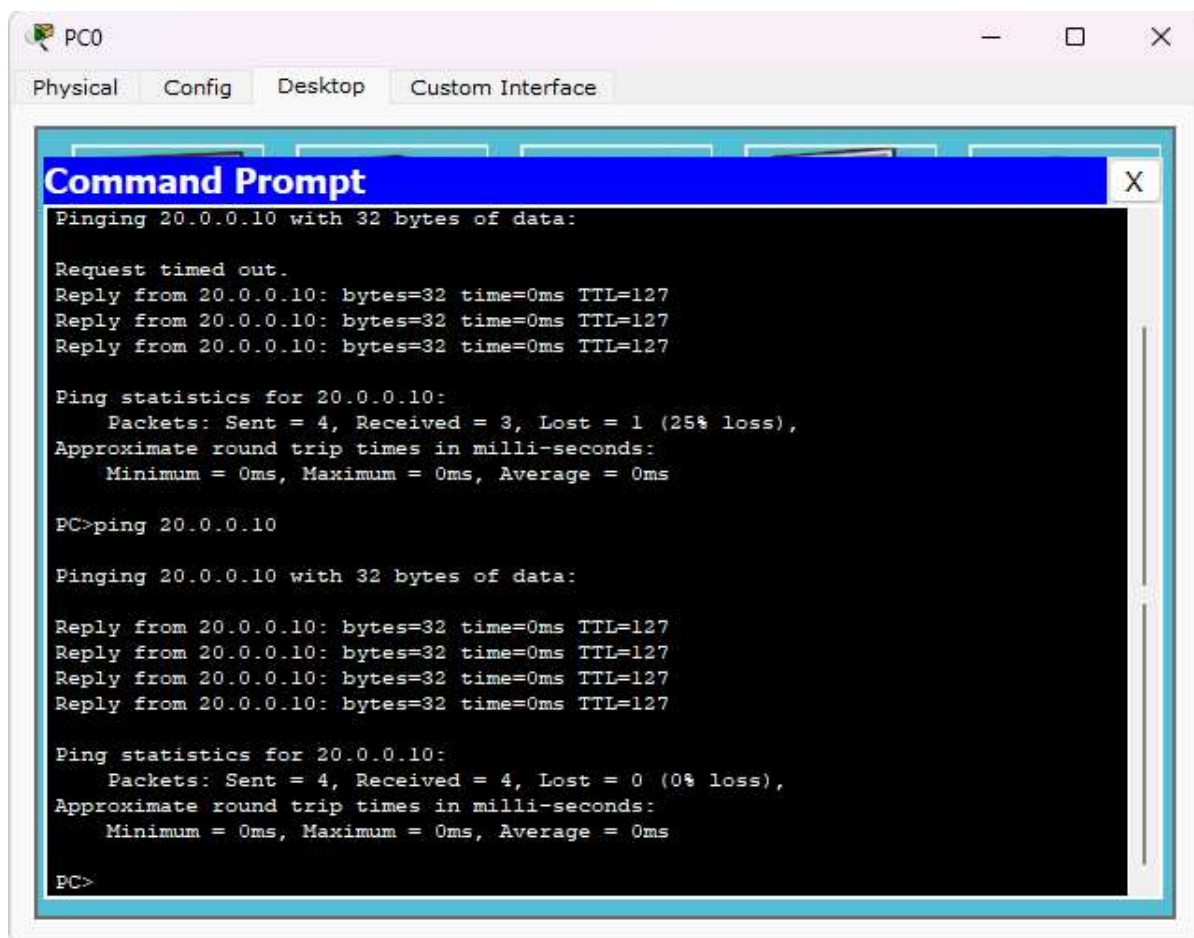 PC0
Physical Config Desktop Custom Interface
Command Prompt X
Pinging 20.0.0.10 with 32 bytes of data:
Request timed out.
Reply from 20.0.0.10: bytes=32 time=0ms TTL=127
Reply from 20.0.0.10: bytes=32 time=0ms TTL=127
Reply from 20.0.0.10: bytes=32 time=0ms TTL=127
Ping statistics for 20.0.0.10:
Packets: Sent = 4, Received = 3, Lost = 1 (25% loss),
Approximate round trip times in milli-seconds:
Minimum = 0ms, Maximum = 0ms, Average = 0ms
PC>ping 20.0.0.10
Pinging 20.0.0.10 with 32 bytes of data:
Reply from 20.0.0.10: bytes=32 time=0ms TTL=127
Reply from 20.0.0.10: bytes=32 time=0ms TTL=127
Reply from 20.0.0.10: bytes=32 time=0ms TTL=127
Reply from 20.0.0.10: bytes=32 time=0ms TTL=127
Ping statistics for 20.0.0.10:
Packets: Sent = 4, Received = 4, Lost = 0 (0% loss),
Approximate round trip times in milli-seconds:
Minimum = 0ms, Maximum = 0ms, Average = 0ms
PC>